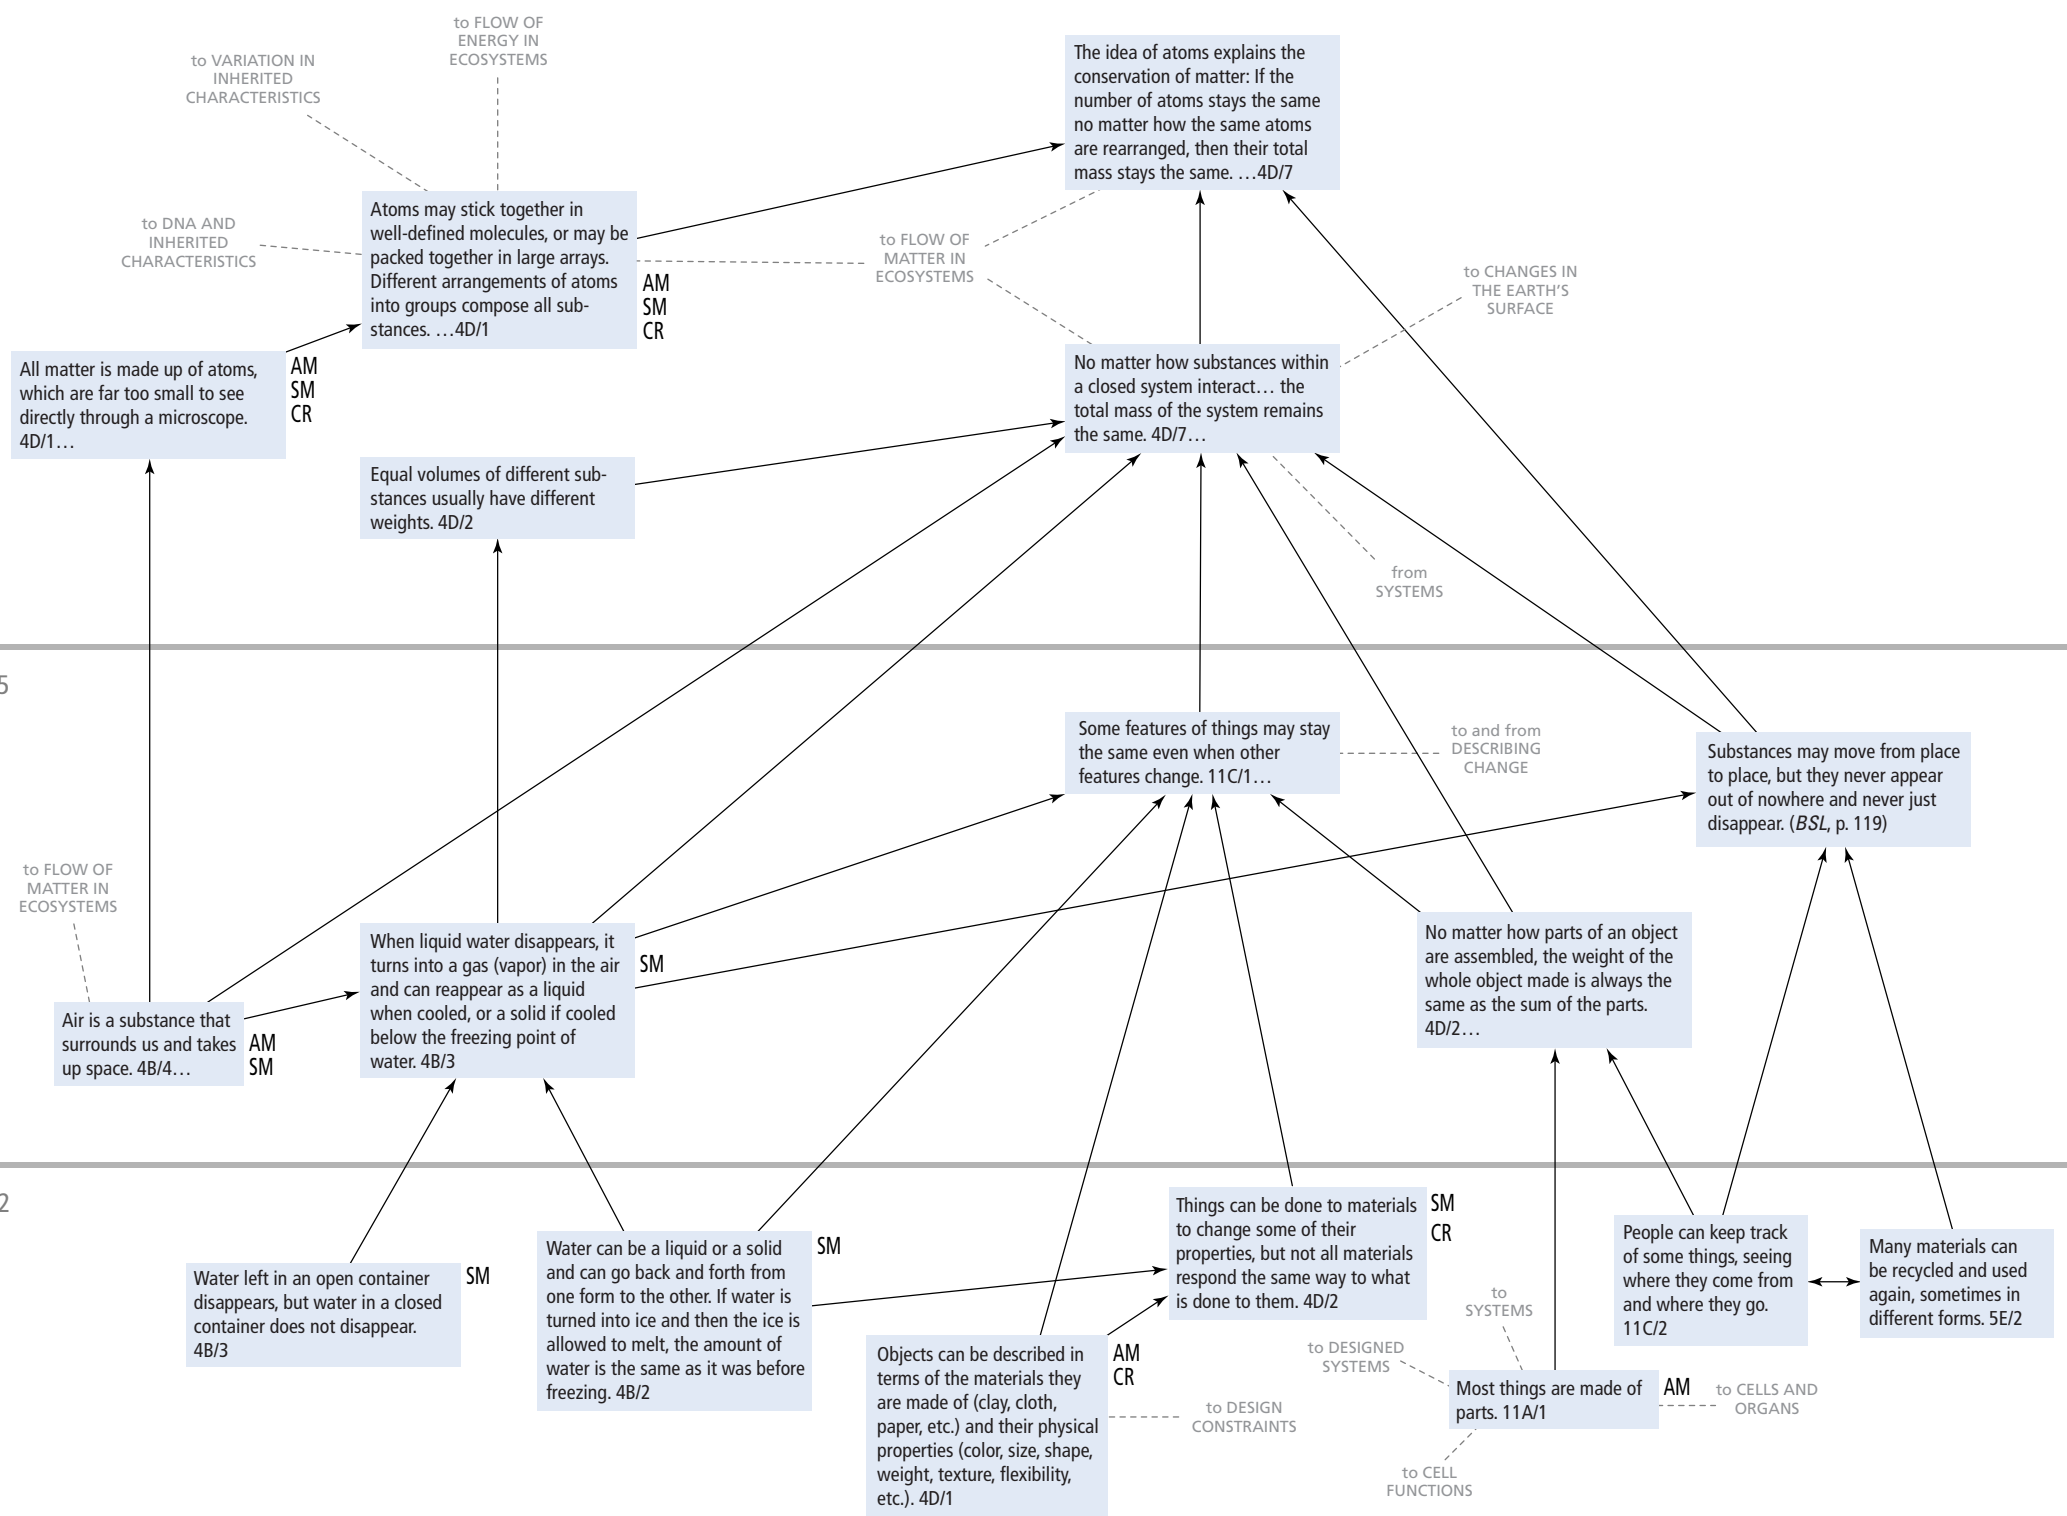 to FLOW OF
ENERGY IN
ECOSYSTEMS
to VARIATION IN
INHERITED
CHARACTERISTICS
The idea of atoms explains the
conservation of matter: If the
number of atoms stays the same
no matter how the same atoms
are rearranged, then their total
mass stays the same. …4D/7
Atoms may stick together in
well-defined molecules, or may be
packed together in large arrays.
Different arrangements of atoms
into groups compose all sub-
stances. …4D/1
AM
SM
CR
to DNA AND
INHERITED
CHARACTERISTICS
to FLOW OF
MATTER IN
ECOSYSTEMS
to CHANGES IN
THE EARTH'S
SURFACE
All matter is made up of atoms,
which are far too small to see
directly through a microscope.
4D/1…
AM
SM
CR
No matter how substances within
a closed system interact… the
total mass of the system remains
the same. 4D/7…
Equal volumes of different sub-
stances usually have different
weights. 4D/2
from
SYSTEMS
5
Some features of things may stay
the same even when other
features change. 11C/1…
to and from
DESCRIBING
CHANGE
Substances may move from place
to place, but they never appear
out of nowhere and never just
disappear. (BSL, p. 119)
to FLOW OF
MATTER IN
ECOSYSTEMS
When liquid water disappears, it
turns into a gas (vapor) in the air
and can reappear as a liquid
when cooled, or a solid if cooled
below the freezing point of
water. 4B/3
SM
No matter how parts of an object
are assembled, the weight of the
whole object made is always the
same as the sum of the parts.
4D/2…
Air is a substance that
surrounds us and takes
up space. 4B/4…
AM
SM
2
Things can be done to materials
to change some of their
properties, but not all materials
respond the same way to what
is done to them. 4D/2
SM
CR
People can keep track
of some things, seeing
where they come from
and where they go.
11C/2
Many materials can
be recycled and used
again, sometimes in
different forms. 5E/2
Water left in an open container
disappears, but water in a closed
container does not disappear.
4B/3
SM
Water can be a liquid or a solid
and can go back and forth from
one form to the other. If water is
turned into ice and then the ice is
allowed to melt, the amount of
water is the same as it was before
freezing. 4B/2
SM
Objects can be described in
terms of the materials they
are made of (clay, cloth,
paper, etc.) and their physical
properties (color, size, shape,
weight, texture, flexibility,
etc.). 4D/1
AM
CR
to DESIGN
CONSTRAINTS
to
SYSTEMS
to DESIGNED
SYSTEMS
Most things are made of
parts. 11A/1
AM
to CELLS AND
ORGANS
to CELL
FUNCTIONS